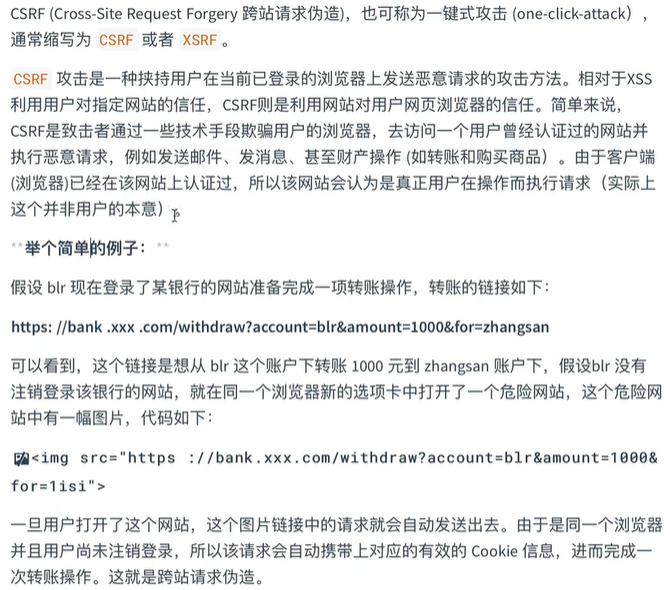 CSRF (Cross-Site Request Forgery 跨站请求伪造)，也可称为一键式攻击 (one-click-attack），
通常缩写为 CSRF 或者 XSRF 。
CSRF 攻击是一种挟持用户在当前已登录的浏览器上发送恶意请求的攻击方法。相对于XSS
利用用户对指定网站的信任，CSRF则是利用网站对用户网页浏览器的信任。简单来说，
CSRF是致击者通过一些技术手段欺骗用户的浏览器，去访问一个用户曾经认证过的网站并
执行恶意请求，例如发送邮件、发消息、甚至财产操作 (如转账和购买商品）。由于客户端
(浏览器)已经在该网站上认证过，所以该网站会认为是真正用户在操作而执行请求（实际上
这个并非用户的本意）
**举个简单的例子： **
假设 blr 现在登录了某银行的网站准备完成一项转账操作，转账的链接如下：
https: //bank .xxx .com/withdraw?account=blr&amount=1000&for=zhangsan
可以看到，这个链接是想从 blr 这个账户下转账 1000 元到 zhangsan 账户下，假设blr 没有
注销登录该银行的网站，就在同一个浏览器新的选项卡中打开了一个危险网站，这个危险网
站中有一幅图片，代码如下：
<img src="https ://bank.xxx.com/withdraw?account=blr&amount=1000&
for=1isi">
一旦用户打开了这个网站，这个图片链接中的请求就会自动发送出去。由于是同一个浏览器
并且用户尚未注销登录，所以该请求会自动携带上对应的有效的 Cookie 信息，进而完成一
次转账操作。这就是跨站请求伪造。